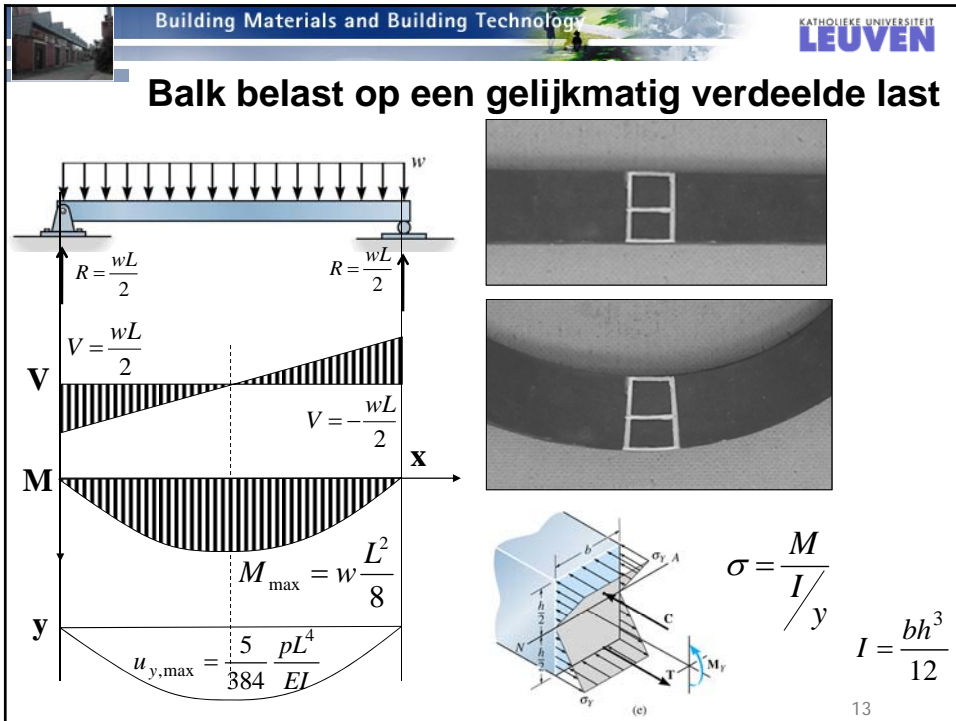 Building Materials and Building Technology
KATHOLIEKE UNIVERSITEIT
LEUVEN
Balk belast op een gelijkmatig verdeelde last
w
R = wL/2
R = wL/2
V = wL/2
V
V = −wL/2
x
M
M_max = w L²/8
y
u_y,max = 5/384 pL⁴/EI
b
σ_Y A
h/2
C
N
h/2
T
M_Y
σ_Y
(e)
σ = M / (I/y)
I = bh³/12
13